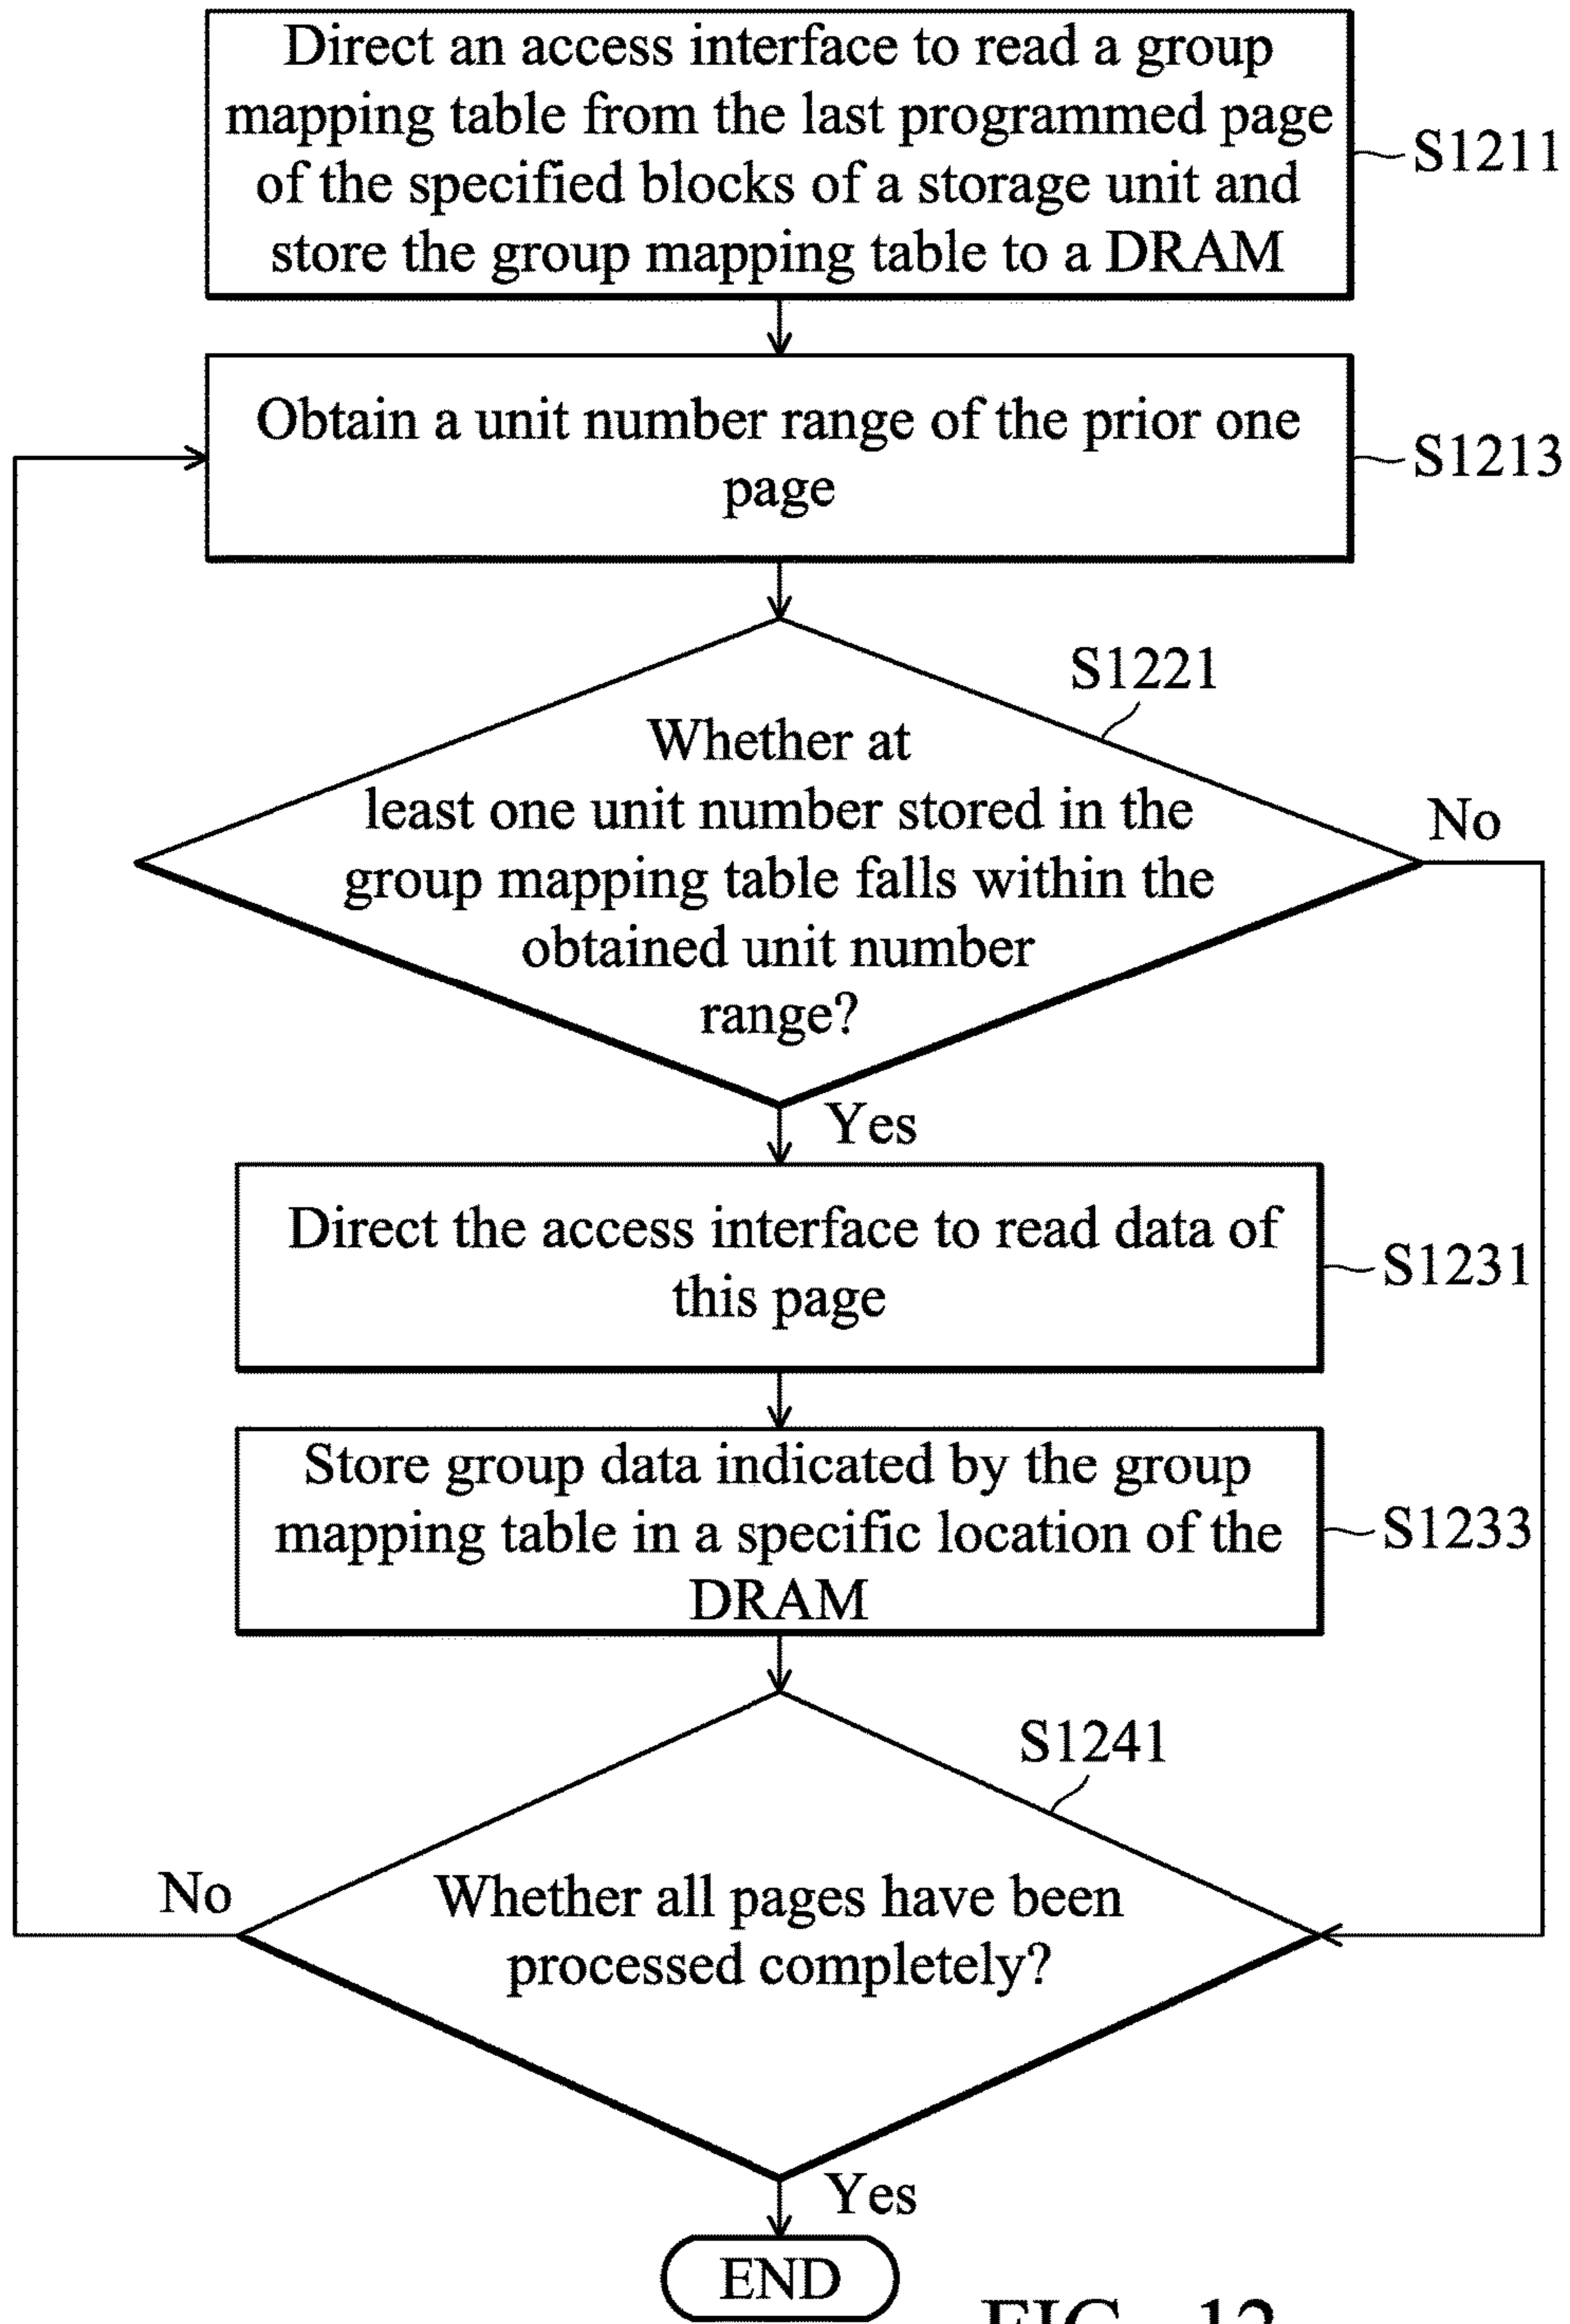 Direct an access interface to read a group
mapping table from the last programmed page
of the specified blocks of a storage unit and
store the group mapping table to a DRAM
S1211
Obtain a unit number range of the prior one
page
S1213
S1221
Whether at
least one unit number stored in the
group mapping table falls within the
obtained unit number
range?
No
Yes
Direct the access interface to read data of
this page
S1231
Store group data indicated by the group
mapping table in a specific location of the
DRAM
S1233
S1241
No
Whether all pages have been
processed completely?
Yes
END
FIG. 12